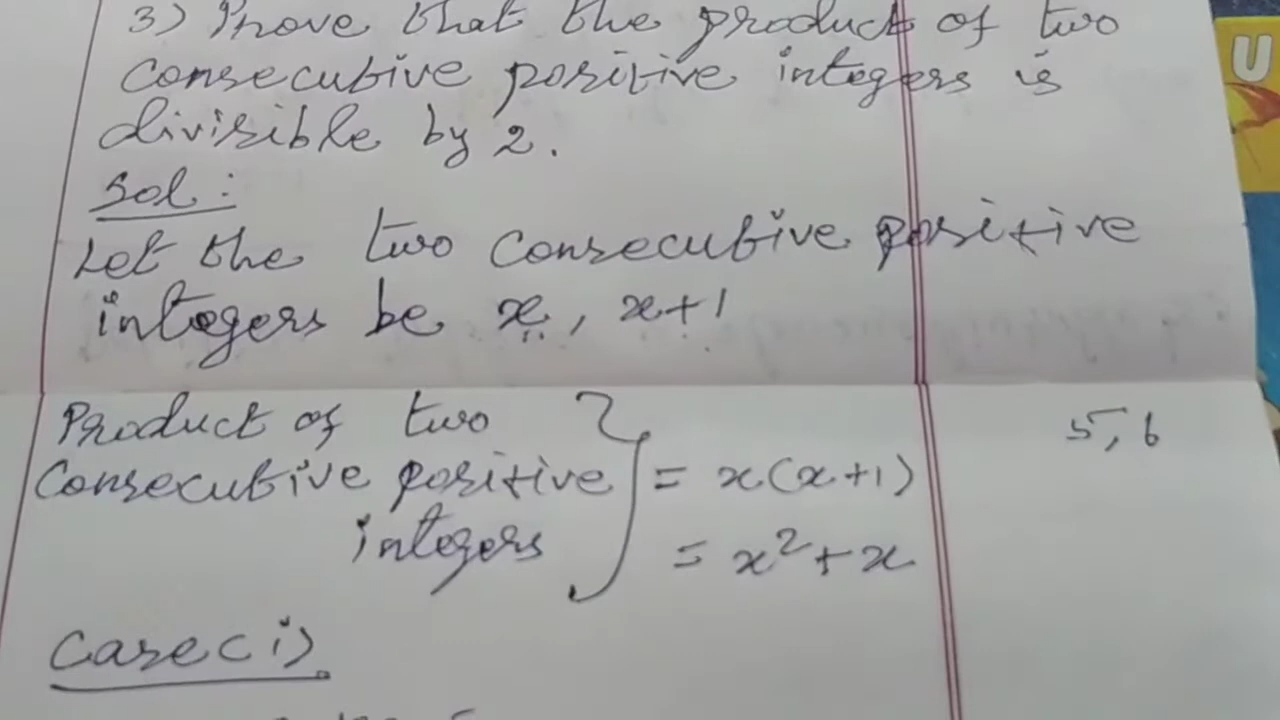 3) Prove that the product of two
consecutive positive integers is
divisible by 2.
Sol:
Let the two consecutive positive
integers be x, x+1
Product of two
consecutive positive
integers } = x(x+1)
= x²+x
5, 6
Case (i)
U